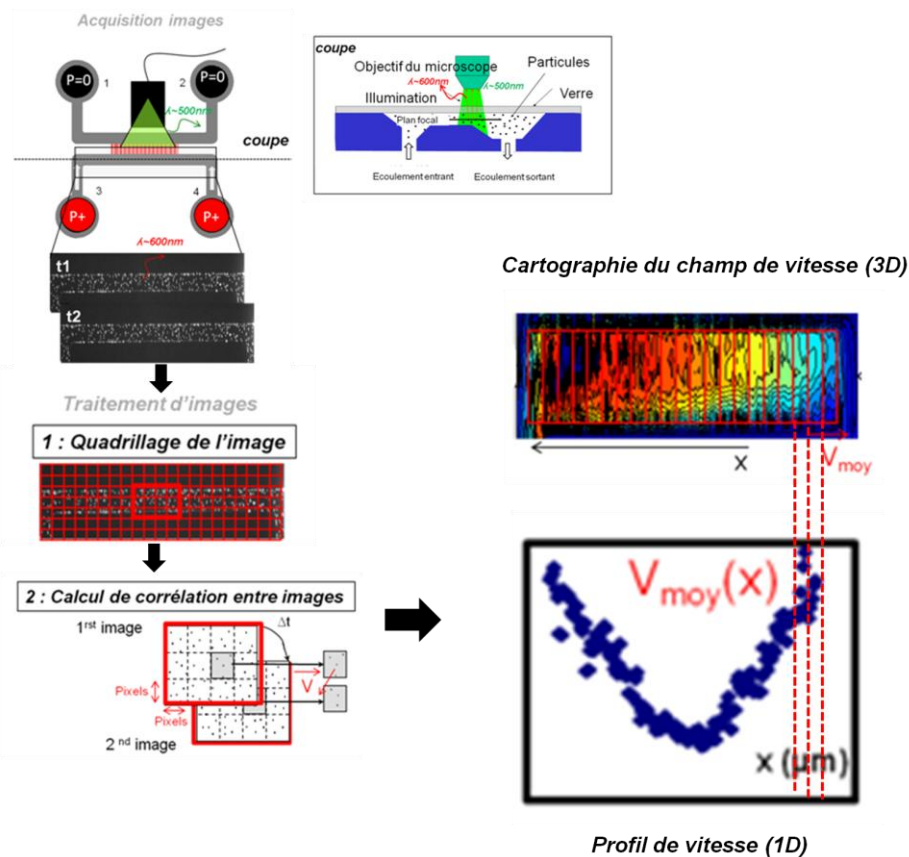 Acquisition images
P=0
1
2
P=0
λ~500nm
coupe
3
4
P+
P+
λ~600nm
t1
t2
coupe
Objectif du microscope
Particules
λ~600nm
λ~500nm
Illumination
Verre
Plan focal
Ecoulement entrant
Ecoulement sortant
Traitement d'images
1 : Quadrillage de l'image
2 : Calcul de corrélation entre images
1rst image
Δt
V
Pixels
Pixels
2 nd image
Cartographie du champ de vitesse (3D)
x
Vmoy
Vmoy(x)
x (µm)
Profil de vitesse (1D)